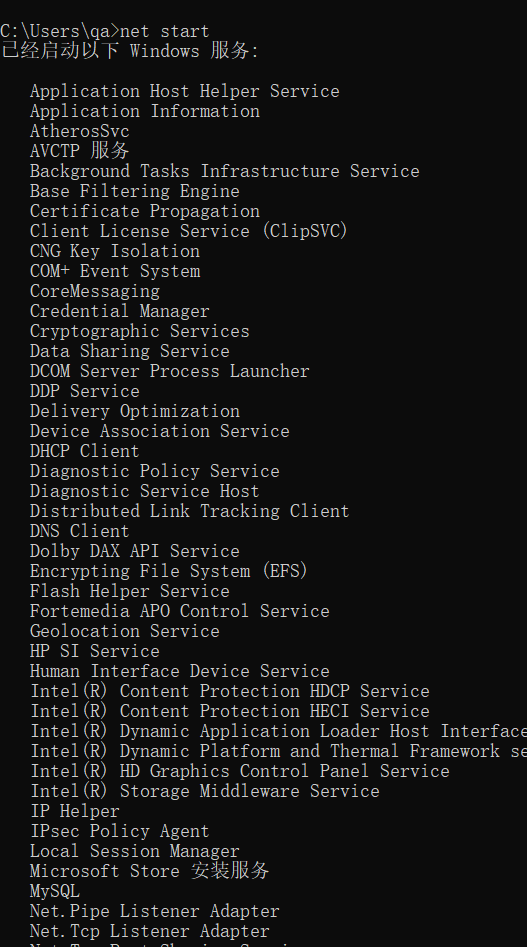 C:\Users\qa>net start
已经启动以下 Windows 服务:
Application Host Helper Service
Application Information
AtherosSvc
AVCTP 服务
Background Tasks Infrastructure Service
Base Filtering Engine
Certificate Propagation
Client License Service (ClipSVC)
CNG Key Isolation
COM+ Event System
CoreMessaging
Credential Manager
Cryptographic Services
Data Sharing Service
DCOM Server Process Launcher
DDP Service
Delivery Optimization
Device Association Service
DHCP Client
Diagnostic Policy Service
Diagnostic Service Host
Distributed Link Tracking Client
DNS Client
Dolby DAX API Service
Encrypting File System (EFS)
Flash Helper Service
Fortemedia APO Control Service
Geolocation Service
HP SI Service
Human Interface Device Service
Intel(R) Content Protection HDCP Service
Intel(R) Content Protection HECI Service
Intel(R) Dynamic Application Loader Host Interface
Intel(R) Dynamic Platform and Thermal Framework se
Intel(R) HD Graphics Control Panel Service
Intel(R) Storage Middleware Service
IP Helper
IPsec Policy Agent
Local Session Manager
Microsoft Store 安装服务
MySQL
Net.Pipe Listener Adapter
Net.Tcp Listener Adapter